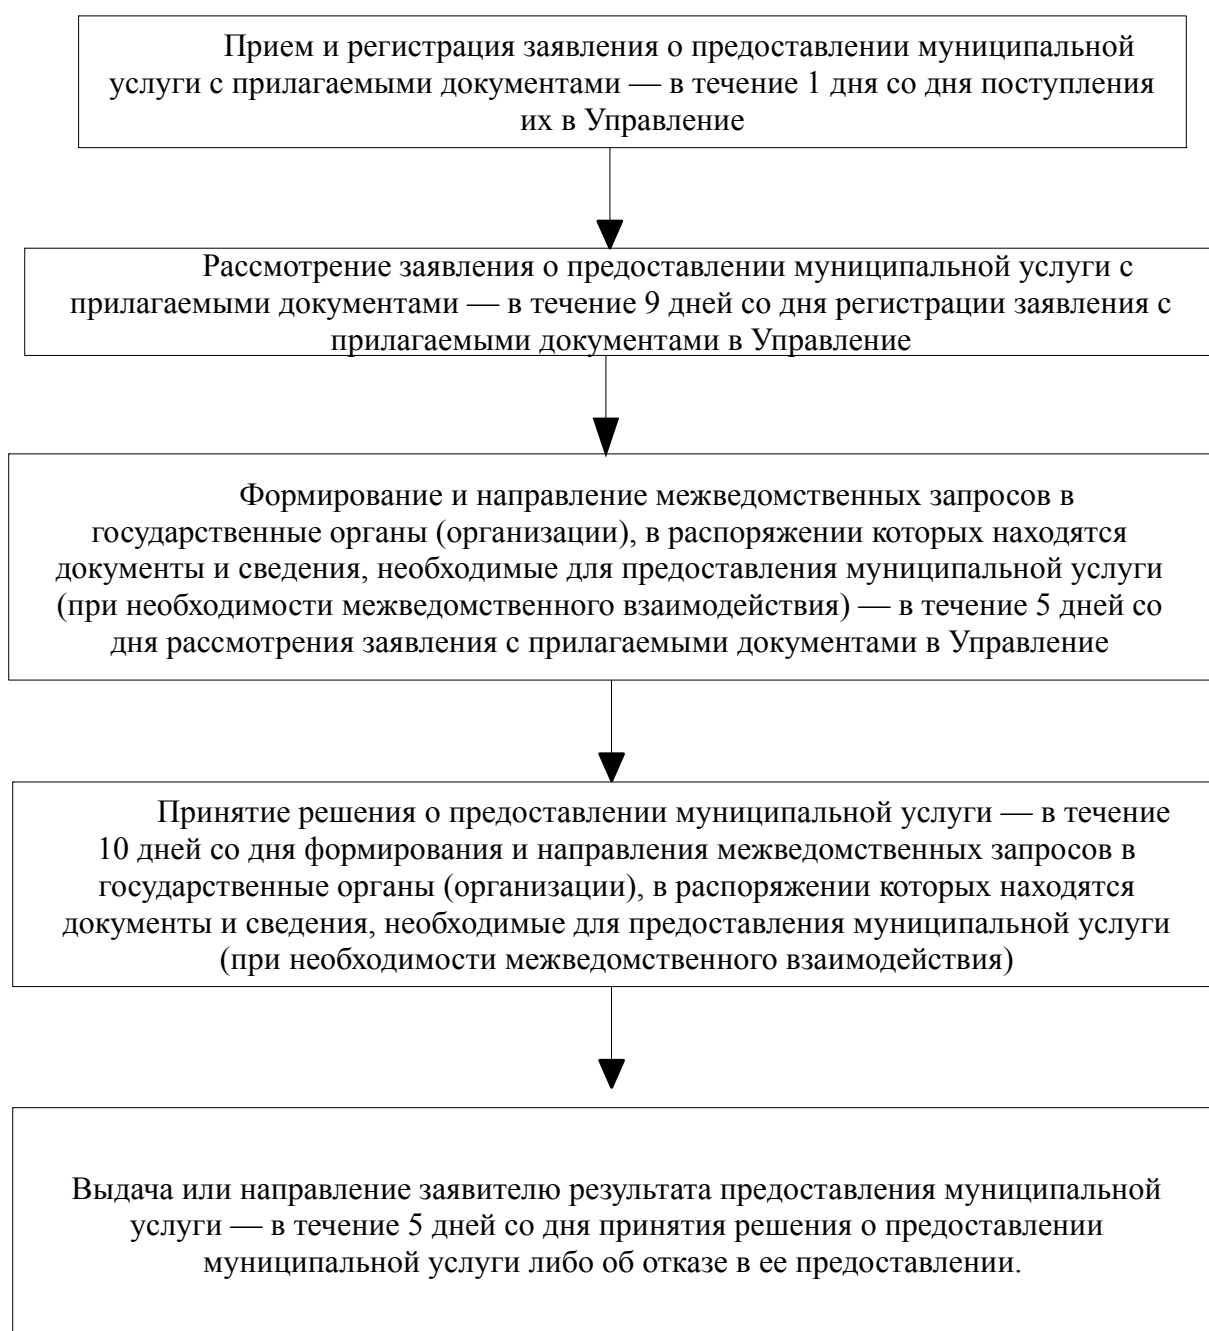 Прием и регистрация заявления о предоставлении муниципальной
услуги с прилагаемыми документами — в течение 1 дня со дня поступления
их в Управление
Рассмотрение заявления о предоставлении муниципальной услуги с
прилагаемыми документами — в течение 9 дней со дня регистрации заявления с
прилагаемыми документами в Управление
Формирование и направление межведомственных запросов в
государственные органы (организации), в распоряжении которых находятся
документы и сведения, необходимые для предоставления муниципальной услуги
(при необходимости межведомственного взаимодействия) — в течение 5 дней со
дня рассмотрения заявления с прилагаемыми документами в Управление
Принятие решения о предоставлении муниципальной услуги — в течение
10 дней со дня формирования и направления межведомственных запросов в
государственные органы (организации), в распоряжении которых находятся
документы и сведения, необходимые для предоставления муниципальной услуги
(при необходимости межведомственного взаимодействия)
Выдача или направление заявителю результата предоставления муниципальной
услуги — в течение 5 дней со дня принятия решения о предоставлении
муниципальной услуги либо об отказе в ее предоставлении.